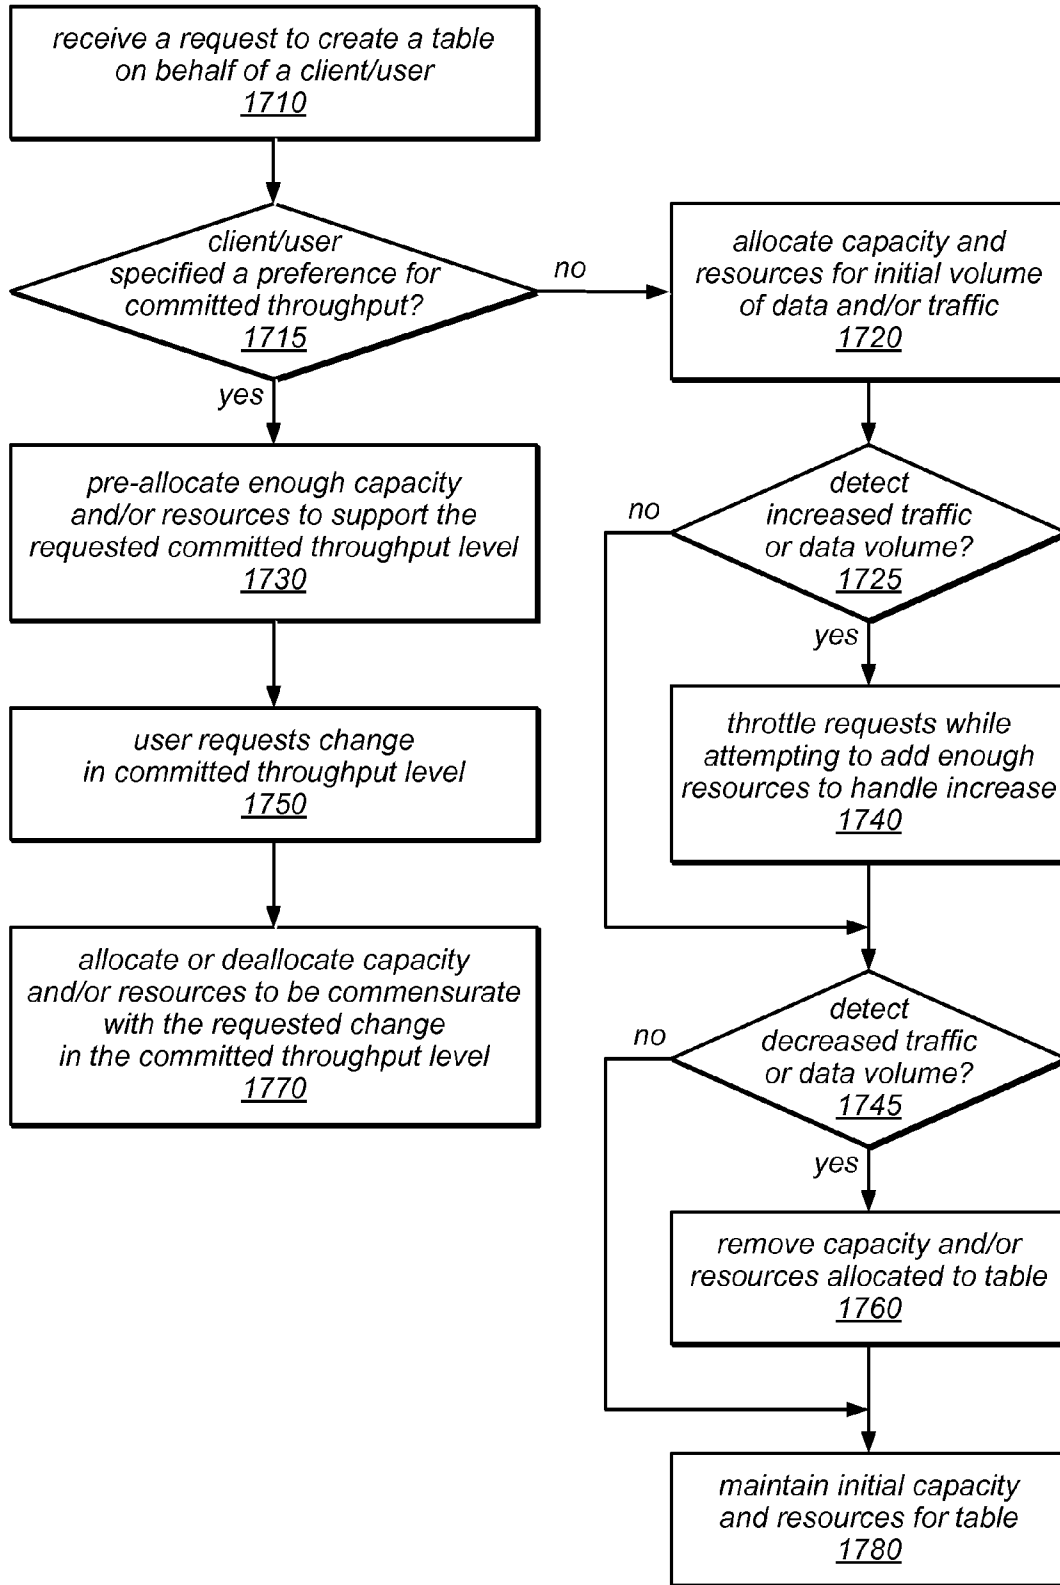 receive a request to create a table
on behalf of a client/user
1710
client/user
specified a preference for
committed throughput?
1715
no
yes
allocate capacity and
resources for initial volume
of data and/or traffic
1720
pre-allocate enough capacity
and/or resources to support the
requested committed throughput level
1730
detect
increased traffic
or data volume?
1725
no
yes
user requests change
in committed throughput level
1750
throttle requests while
attempting to add enough
resources to handle increase
1740
allocate or deallocate capacity
and/or resources to be commensurate
with the requested change
in the committed throughput level
1770
detect
decreased traffic
or data volume?
1745
no
yes
remove capacity and/or
resources allocated to table
1760
maintain initial capacity
and resources for table
1780